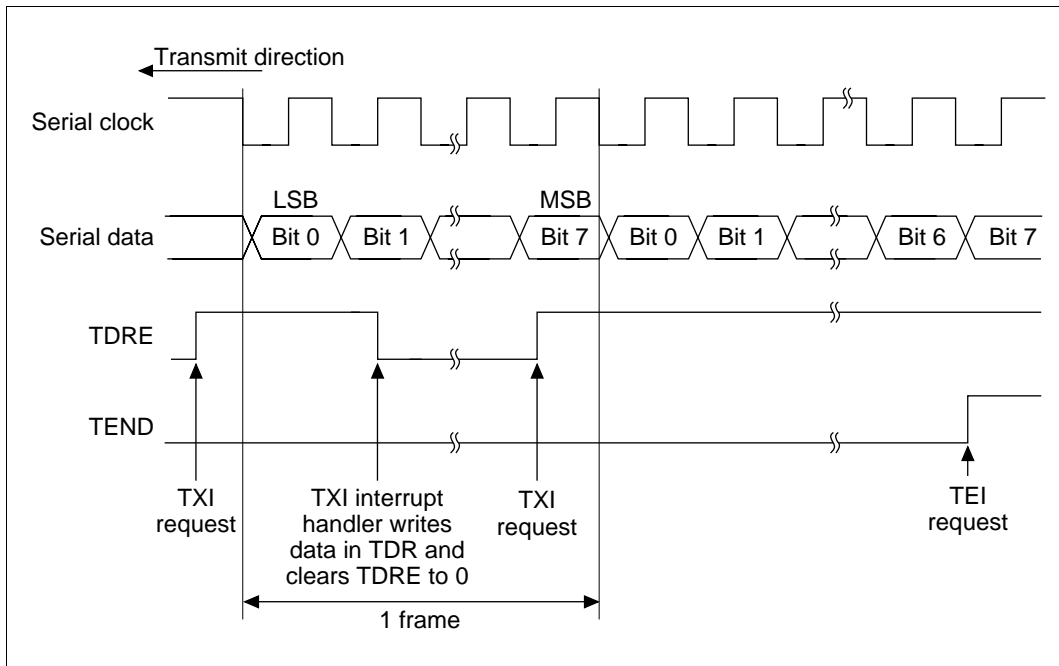 Transmit direction
Serial clock
LSB
MSB
Serial data
Bit 0
Bit 1
Bit 7
Bit 0
Bit 1
Bit 6
Bit 7
TDRE
TEND
TXI
request
TXI interrupt
handler writes
data in TDR and
clears TDRE to 0
TXI
request
TEI
request
1 frame